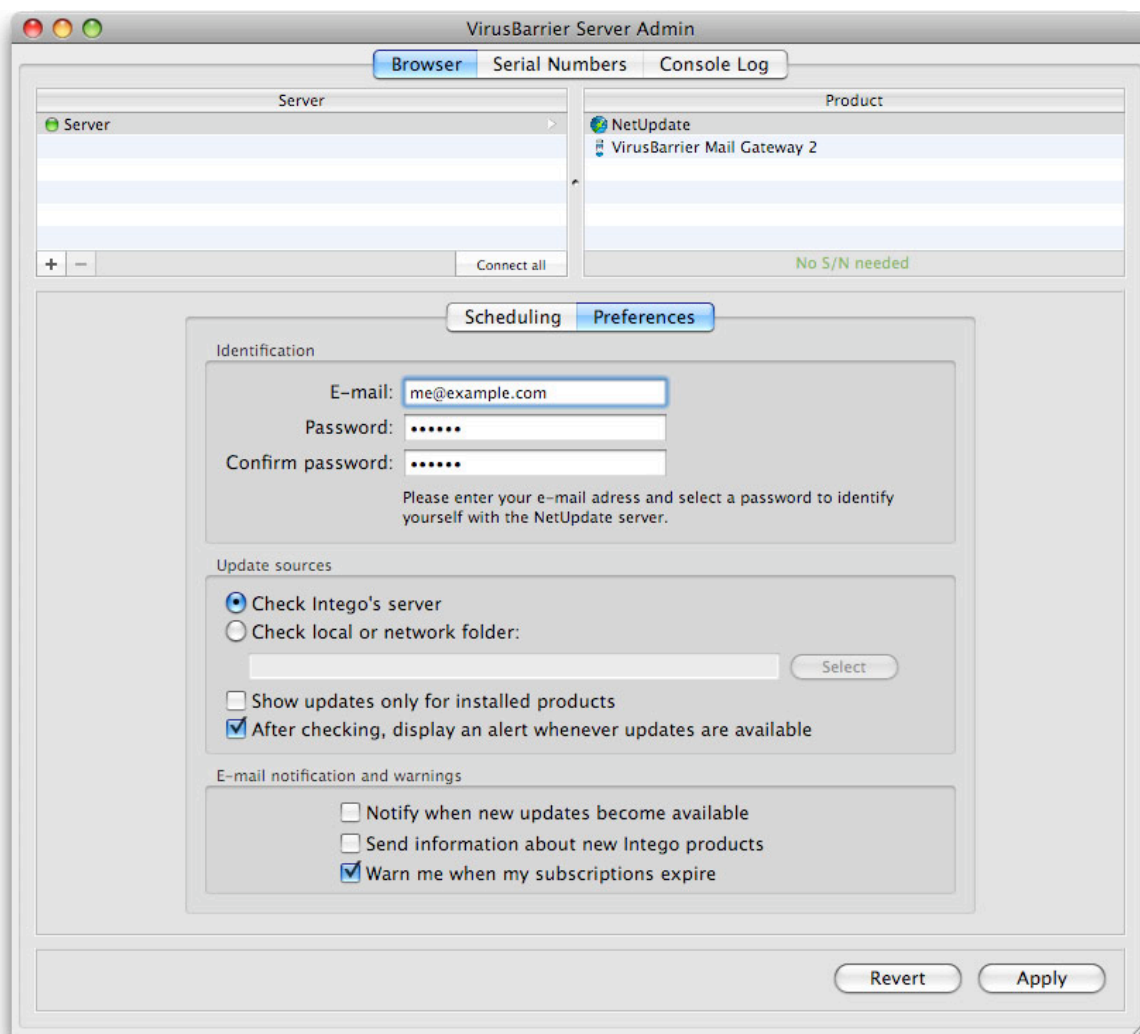 VirusBarrier Server Admin
Browser
Serial Numbers
Console Log
Server
Product
Server
NetUpdate
VirusBarrier Mail Gateway 2
+
−
Connect all
No S/N needed
Scheduling
Preferences
Identification
E-mail:
me@example.com
Password:
••••••
Confirm password:
••••••
Please enter your e-mail adress and select a password to identify
yourself with the NetUpdate server.
Update sources
Check Intego's server
Check local or network folder:
Select
Show updates only for installed products
After checking, display an alert whenever updates are available
E-mail notification and warnings
Notify when new updates become available
Send information about new Intego products
Warn me when my subscriptions expire
Revert
Apply